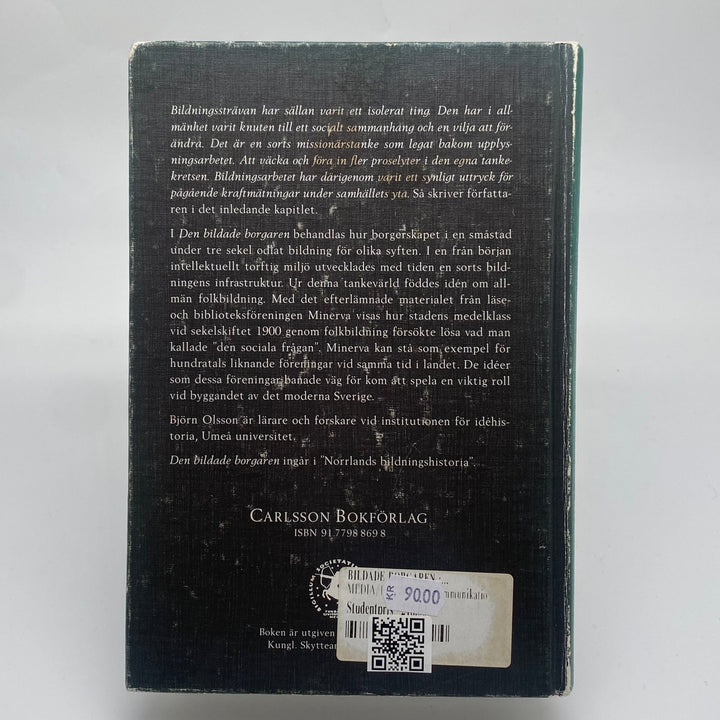 Bildningssträvan har sällan varit ett isolerat ting. Den har i all-
mänhet varit knuten till ett socialt sammanhang och en vilja att för-
ändra. Det är en sorts missionärstanke som legat bakom upplys-
ningsarbetet. Att väcka och föra in fler proselyter i den egna tanke-
kretsen. Bildningsarbetet har därigenom varit ett synligt uttryck för
pågående kraftmätningar under samhällets yta. Så skriver författa-
ren i det inledande kapitlet.
I Den bildade borgaren behandlas hur borgerskapet i en småstad
under tre sekel odlat bildning för olika syften. I en från början
intellektuellt torftig miljö utvecklades med tiden en sorts bild-
ningens infrastruktur. Ur denna tankevärld föddes idén om all-
män folkbildning. Med det efterlämnade materialet från läse-
och biblioteksföreningen Minerva visas hur stadens medelklass
vid sekelskiftet 1900 genom folkbildning försökte lösa vad man
kallade "den sociala frågan". Minerva kan stå som exempel för
hundratals liknande föreningar vid samma tid i landet. De idéer
som dessa föreningar banade väg för kom att spela en viktig roll
vid byggandet av det moderna Sverige.
Björn Olsson är lärare och forskare vid institutionen för idéhis-
toria, Umeå universitet.
Den bildade borgaren ingår i "Norrlands bildningshistoria".
CARLSSON BOKFÖRLAG
ISBN 91 7798 869 8
SIGILLUM SOCIETATIS
BILDADE BORGAREN
MEDIA
KR. 90.00
Studentpris
Boken är utgiven
Kungl. Skyttean